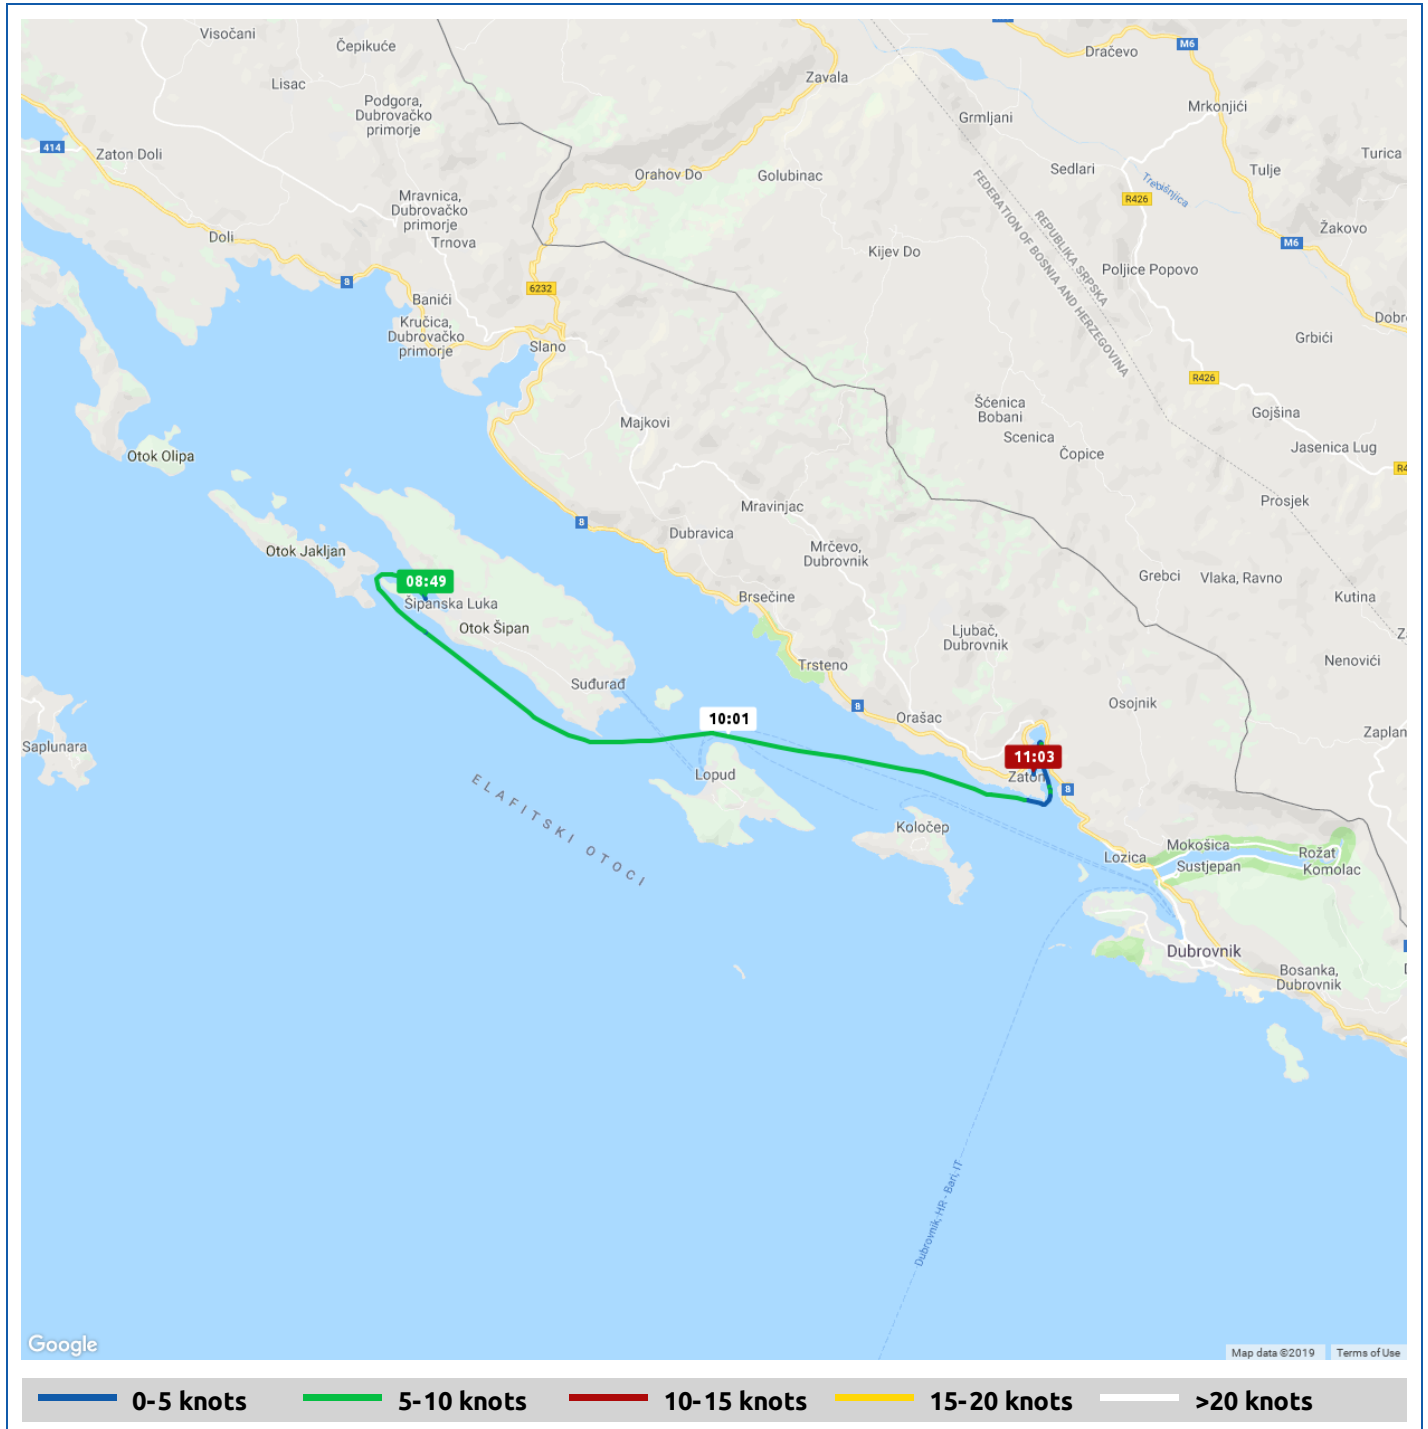 Visočani
Čepikuće
Dračevo
M6
Zavala
Lisac
Podgora,
Dubrovačko
primorje
Mrkonjići
Grmljani
414
Zaton Doli
Turica
Sedlari
Tulje
Orahov Do
Golubinac
Trebišnjica
R426
Mravnica,
Dubrovačko
primorje
Trnova
FEDERATION OF BOSNIA AND HERZEGOVINA
REPUBLIKA SRPSKA
Žakovo
Doli
M6
Kijev Do
Poljice Popovo
8
6232
Banići
Kručica,
Dubrovačko
primorje
Slano
Dobr
Grbići
R426
Šćenica
Bobani
Scenica
Gojšina
Majkovi
Čopice
Jasenica Lug
Otok Olipa
R4
Mravinjac
Prosjek
8
Dubravica
Otok Jakljan
Mrčevo,
Dubrovnik
08:49
Grebci
Vlaka, Ravno
Šipanska Luka
Brsečine
Kutina
Otok Šipan
Ljubač,
Dubrovnik
Z
Trsteno
Nenovići
Suđurađ
Osojnik
8
10:01
Orašac
Zaplan
Saplunara
11:03
Lopud
Zaton
8
ELAFITSKI OTOCI
Koločep
Mokošica
Rožat
Lozica
Sustjepan
Komolac
Dubrovnik
Bosanka,
Dubrovnik
Dubrovnik, HR - Bari, IT
Google
Map data ©2019
Terms of Use
0-5 knots
5-10 knots
10-15 knots
15-20 knots
>20 knots